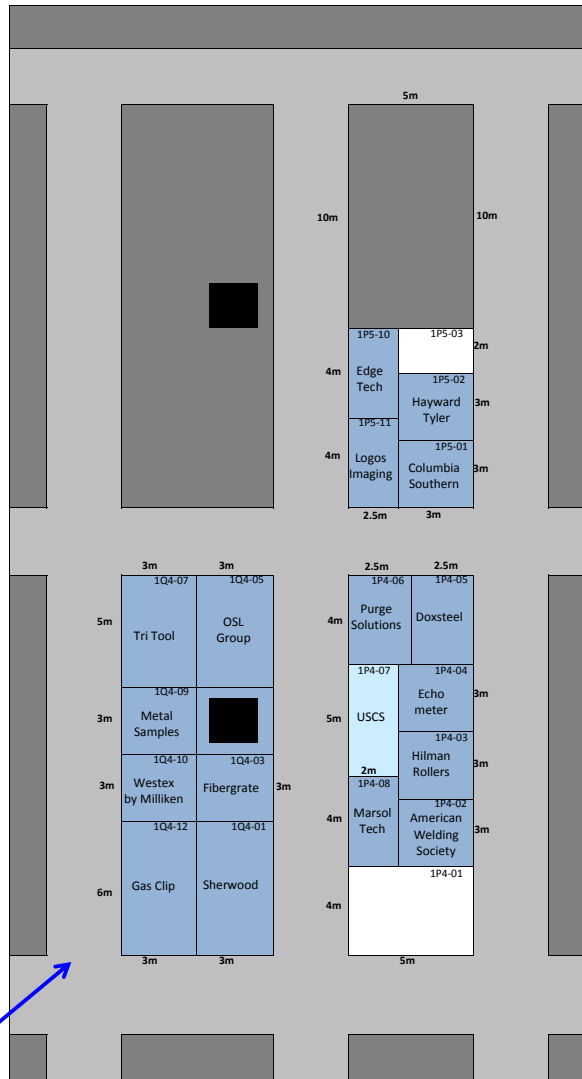 5m
10m
10m
1P5-10
1P5-03
2m
4m
Edge
Tech
1P5-02
Hayward
Tyler
3m
1P5-11
4m
Logos
Imaging
1P5-01
Columbia
Southern
3m
2.5m
3m
3m
3m
1Q4-07
1Q4-05
5m
Tri Tool
OSL
Group
1Q4-09
3m
Metal
Samples
1Q4-10
1Q4-03
3m
Westex
by Milliken
Fibergrate
3m
1Q4-12
1Q4-01
6m
Gas Clip
Sherwood
3m
3m
2.5m
2.5m
1P4-06
1P4-05
4m
Purge
Solutions
Doxsteel
1P4-07
1P4-04
5m
USCS
2m
Echo
meter
3m
1P4-03
Hilman
Rollers
3m
1P4-08
1P4-02
4m
Marsol
Tech
American
Welding
Society
3m
1P4-01
4m
5m